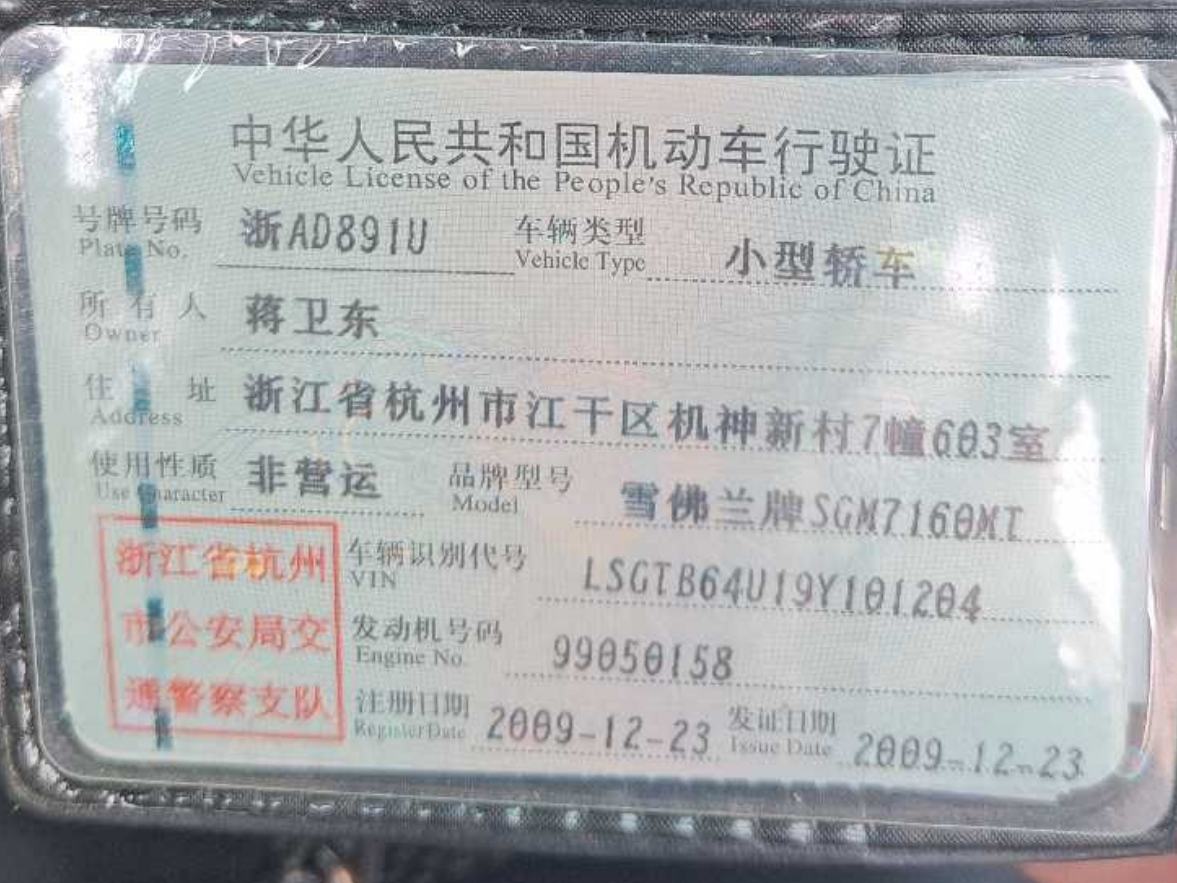 中华人民共和国机动车行驶证
Vehicle License of the People's Republic of China
号牌号码 浙AD891U 车辆类型 小型轿车
Plate No. Vehicle Type
所有人 蒋卫东
Owner
住址 浙江省杭州市江干区机神新村7幢603室
Address
使用性质 非营运 品牌型号 雪佛兰牌SGM7160MT
Use Character Model
浙江省杭州 车辆识别代号 LSGTB64U19Y101204
VIN
市公安局交 发动机号码 99050158
Engine No.
通警察支队 注册日期 2009-12-23 发证日期 2009-12-23
Register Date Issue Date